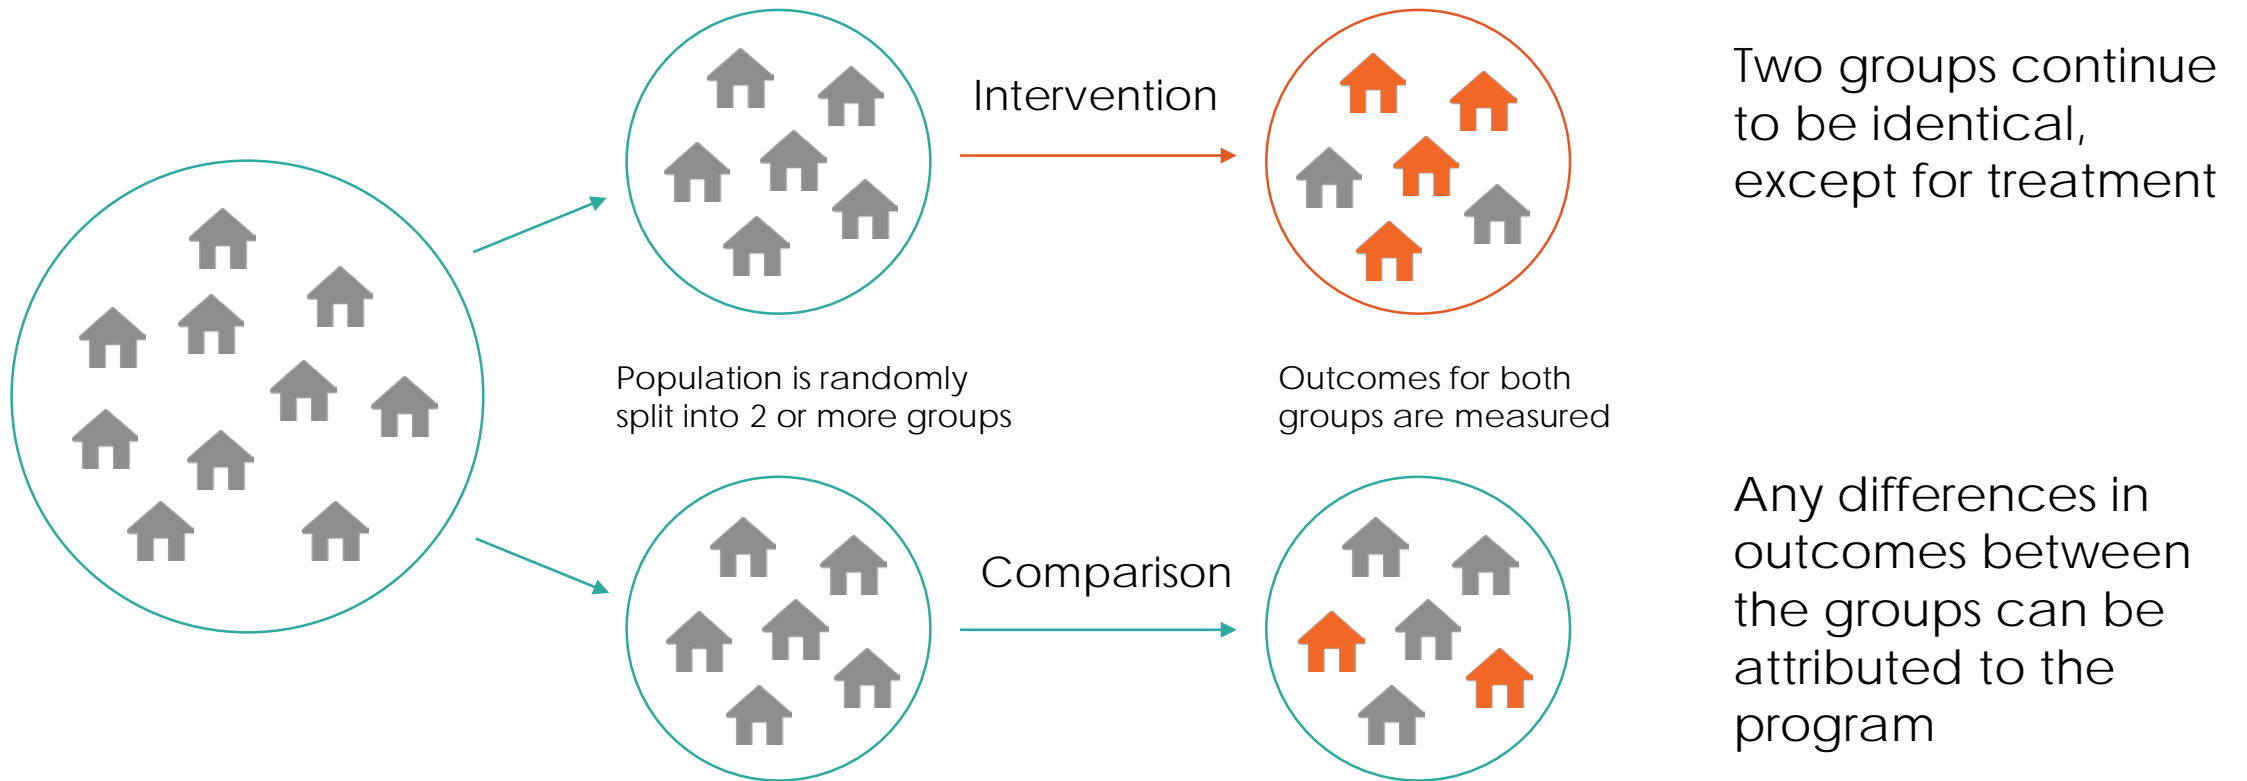 Intervention
Two groups continue
to be identical,
except for treatment
Population is randomly
split into 2 or more groups
Outcomes for both
groups are measured
Comparison
Any differences in
outcomes between
the groups can be
attributed to the
program